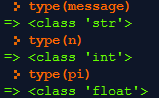 > type(message)
=> <class 'str'>
> type(n)
=> <class 'int'>
> type(pi)
=> <class 'float'>